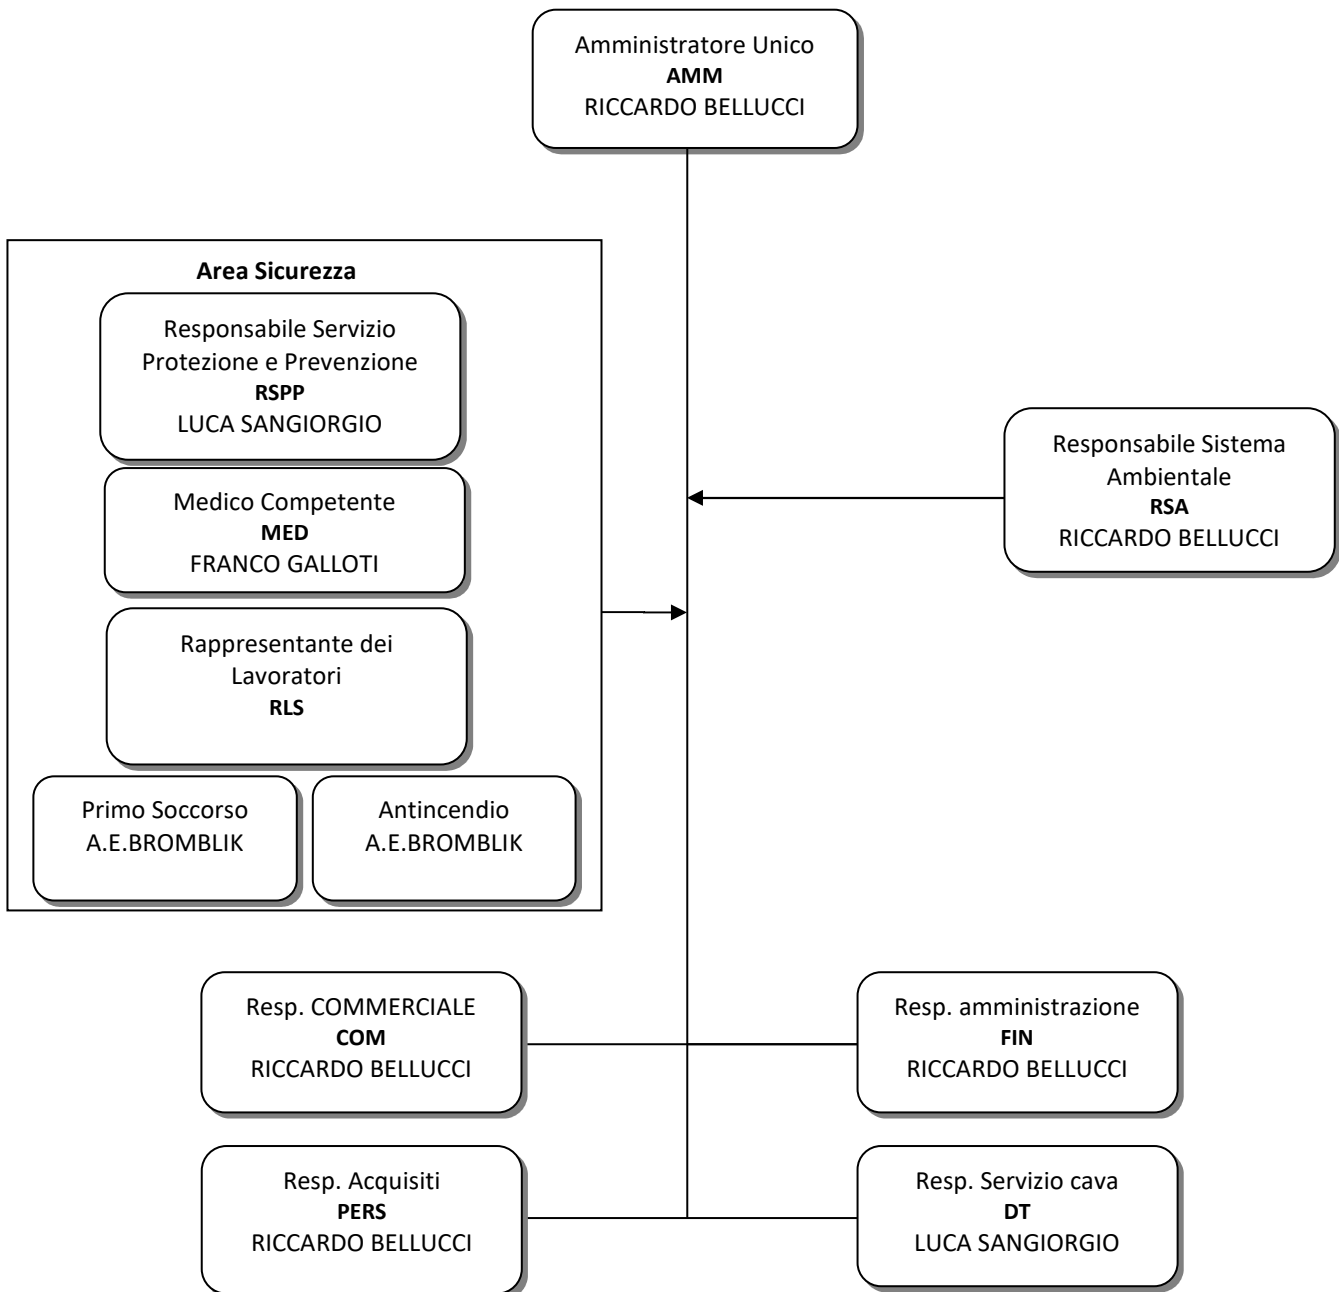 Amministratore Unico
AMM
RICCARDO BELLUCCI
Area Sicurezza
Responsabile Servizio
Protezione e Prevenzione
RSPP
LUCA SANGIORGIO
Medico Competente
MED
FRANCO GALLOTI
Rappresentante dei
Lavoratori
RLS
Primo Soccorso
A.E.BROMBLIK
Antincendio
A.E.BROMBLIK
Responsabile Sistema
Ambientale
RSA
RICCARDO BELLUCCI
Resp. COMMERCIALE
COM
RICCARDO BELLUCCI
Resp. amministrazione
FIN
RICCARDO BELLUCCI
Resp. Acquisiti
PERS
RICCARDO BELLUCCI
Resp. Servizio cava
DT
LUCA SANGIORGIO